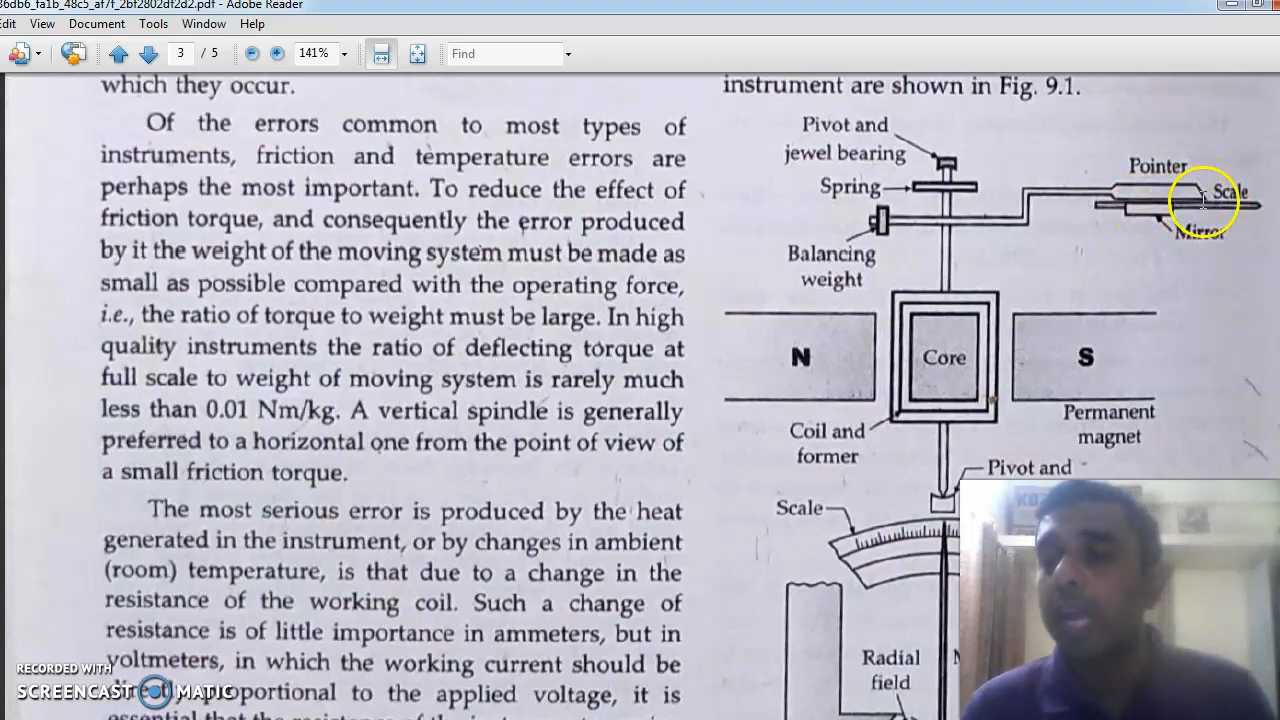 86db6_fa1b_48c5_af7f_2bf2802df2d2.pdf - Adobe Reader
Edit View Document Tools Window Help
3 / 5 141% Find
which they occur.
Of the errors common to most types of
instruments, friction and temperature errors are
perhaps the most important. To reduce the effect of
friction torque, and consequently the error produced
by it the weight of the moving system must be made as
small as possible compared with the operating force,
i.e., the ratio of torque to weight must be large. In high
quality instruments the ratio of deflecting torque at
full scale to weight of moving system is rarely much
less than 0.01 Nm/kg. A vertical spindle is generally
preferred to a horizontal one from the point of view of
a small friction torque.
The most serious error is produced by the heat
generated in the instrument, or by changes in ambient
(room) temperature, is that due to a change in the
resistance of the working coil. Such a change of
resistance is of little importance in ammeters, but in
voltmeters, in which the working current should be
directly proportional to the applied voltage, it is
essential that the resistance of the
instrument are shown in Fig. 9.1.
Pivot and
jewel bearing
Pointer
Spring
Scale
Mirror
Balancing
weight
N
Core
S
Coil and
former
Permanent
magnet
Pivot and
Scale
Radial
field
RECORDED WITH
SCREENCAST MATIC